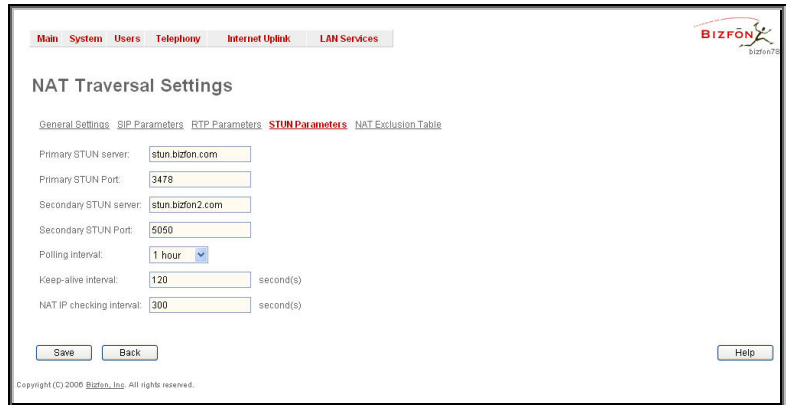 Main System Users Telephony Internet Uplink LAN Services
BIZFŌN
bizfon78
NAT Traversal Settings
General Settings SIP Parameters RTP Parameters STUN Parameters NAT Exclusion Table
Primary STUN server: stun.bizfon.com
Primary STUN Port: 3478
Secondary STUN server: stun.bizfon2.com
Secondary STUN Port: 5050
Polling interval: 1 hour
Keep-alive interval: 120 second(s)
NAT IP checking interval: 300 second(s)
Save Back Help
Copyright (C) 2006 Bizfon, Inc. All rights reserved.